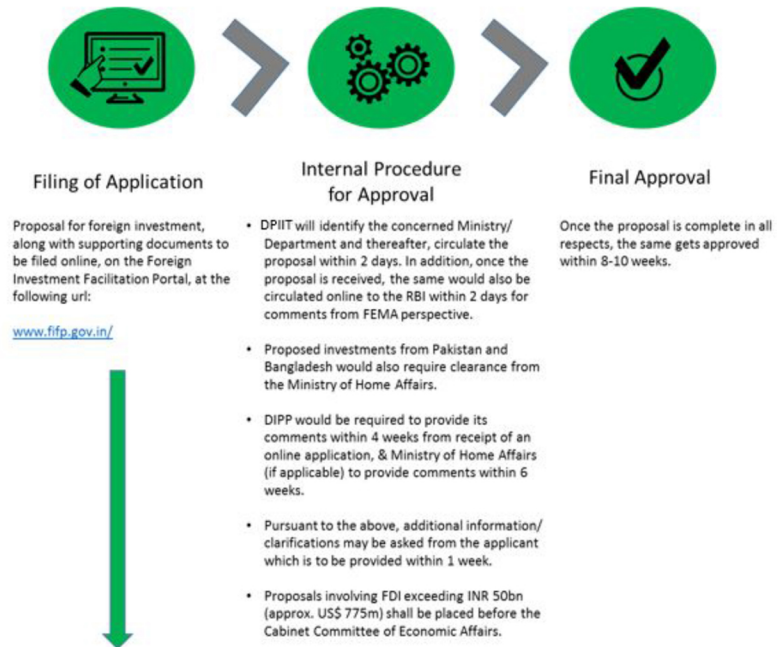 Filing of Application
Proposal for foreign investment,
along with supporting documents to
be filed online, on the Foreign
Investment Facilitation Portal, at the
following url:
www.fifp.gov.in/
Internal Procedure
for Approval
• DPIIT will identify the concerned Ministry/
Department and thereafter, circulate the
proposal within 2 days. In addition, once the
proposal is received, the same would also be
circulated online to the RBI within 2 days for
comments from FEMA perspective.
• Proposed investments from Pakistan and
Bangladesh would also require clearance from
the Ministry of Home Affairs.
• DIPP would be required to provide its
comments within 4 weeks from receipt of an
online application, & Ministry of Home Affairs
(if applicable) to provide comments within 6
weeks.
• Pursuant to the above, additional information/
clarifications may be asked from the applicant
which is to be provided within 1 week.
• Proposals involving FDI exceeding INR 50bn
(approx. US$ 775m) shall be placed before the
Cabinet Committee of Economic Affairs.
Final Approval
Once the proposal is complete in all
respects, the same gets approved
within 8-10 weeks.